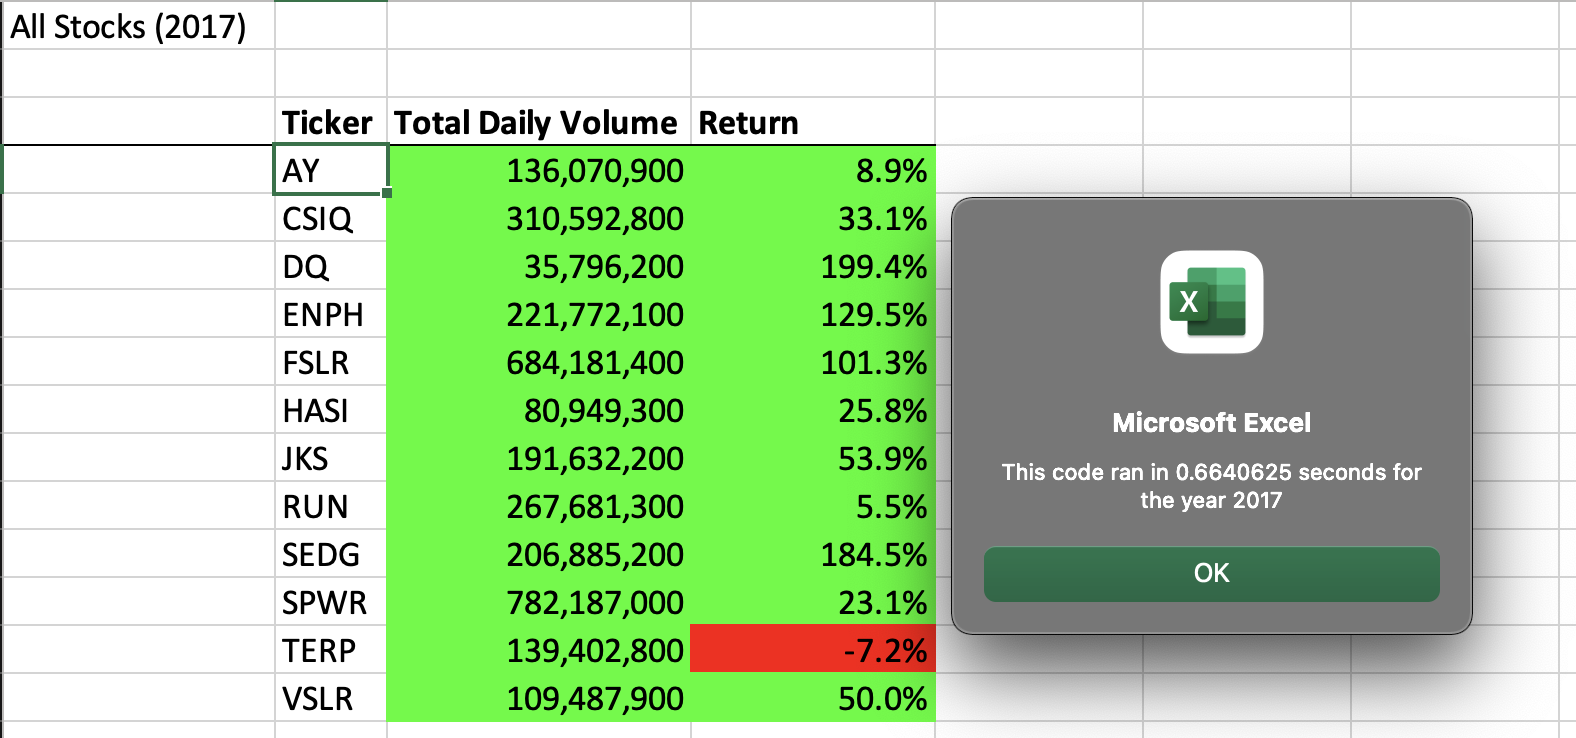 All Stocks (2017)
Ticker Total Daily Volume Return
AY 136,070,900 8.9%
CSIQ 310,592,800 33.1%
DQ 35,796,200 199.4%
ENPH 221,772,100 129.5%
FSLR 684,181,400 101.3%
HASI 80,949,300 25.8%
JKS 191,632,200 53.9%
RUN 267,681,300 5.5%
SEDG 206,885,200 184.5%
SPWR 782,187,000 23.1%
TERP 139,402,800 -7.2%
VSLR 109,487,900 50.0%
X
Microsoft Excel
This code ran in 0.6640625 seconds for
the year 2017
OK